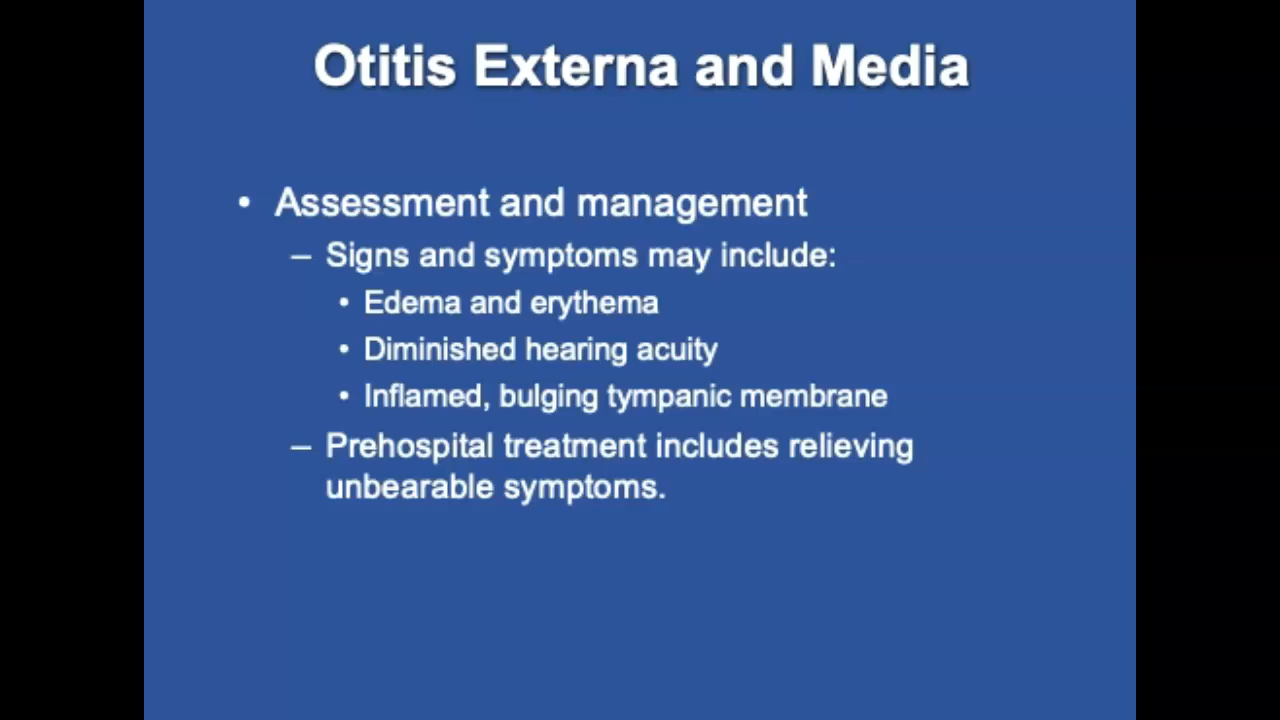 Otitis Externa and Media
• Assessment and management
– Signs and symptoms may include:
• Edema and erythema
• Diminished hearing acuity
• Inflamed, bulging tympanic membrane
– Prehospital treatment includes relieving
unbearable symptoms.